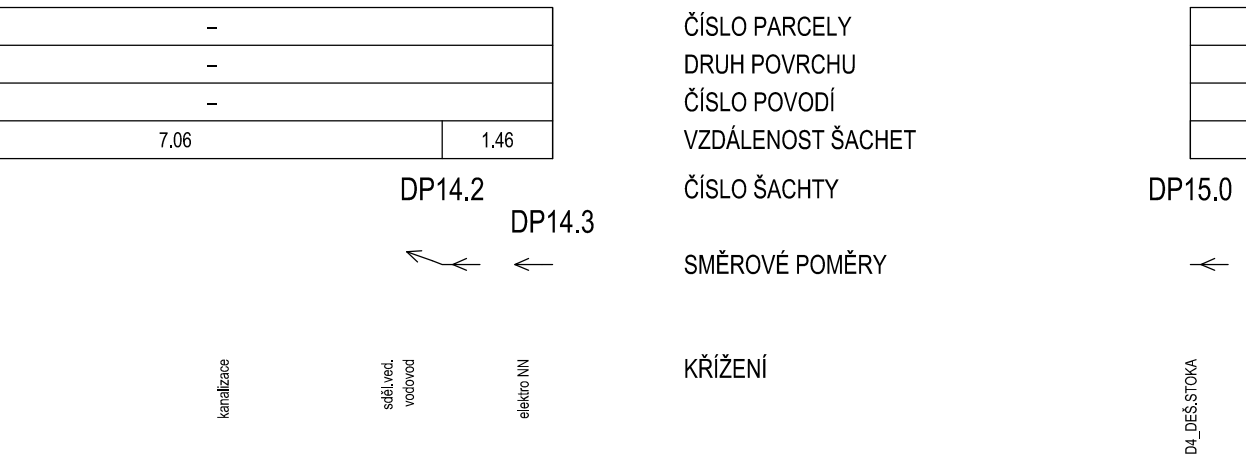 –
ČÍSLO PARCELY
–
DRUH POVRCHU
–
ČÍSLO POVODÍ
7.06
1.46
VZDÁLENOST ŠACHET
DP14.2
ČÍSLO ŠACHTY
DP15.0
DP14.3
SMĚROVÉ POMĚRY
kanalizace
sděl.ved.
vodovod
elektro NN
KŘÍŽENÍ
D4_DEŠ.STOKA